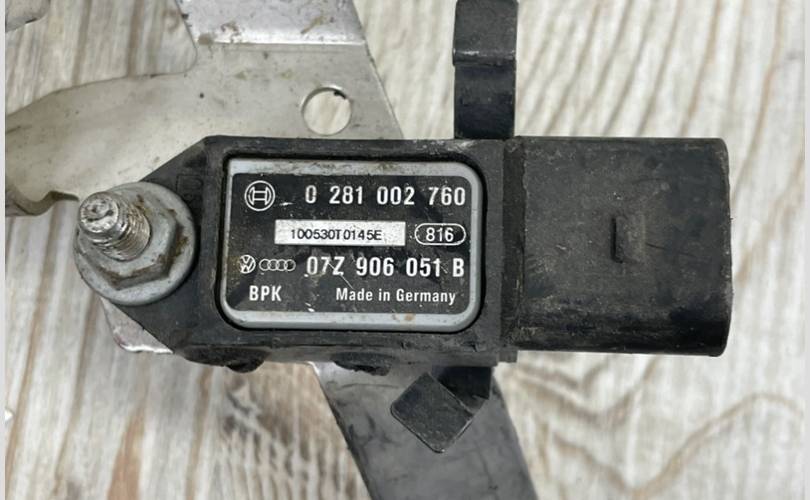 0 281 002 760
100530T0145E 816
07Z 906 051 B
BPK Made in Germany